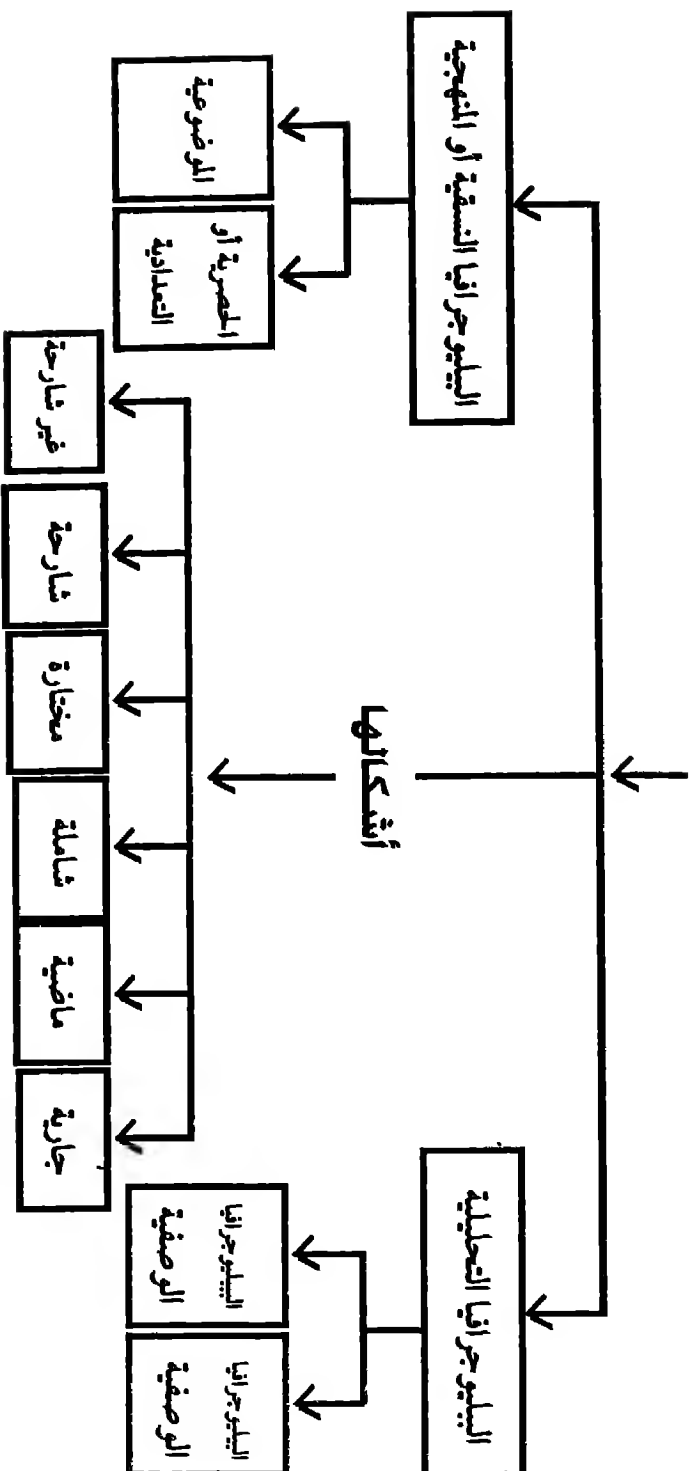 الببليوجرافيا التحليلية
الببليوجرافيا النسقية أو المنهجية
أشكالها
الببليوجرافيا
الوصفية
الببليوجرافيا
الوصفية
الحصرية أو
التعدادية
الموضوعية
جارية
ماضية
شاملة
مختارة
شارحة
غير شارحة